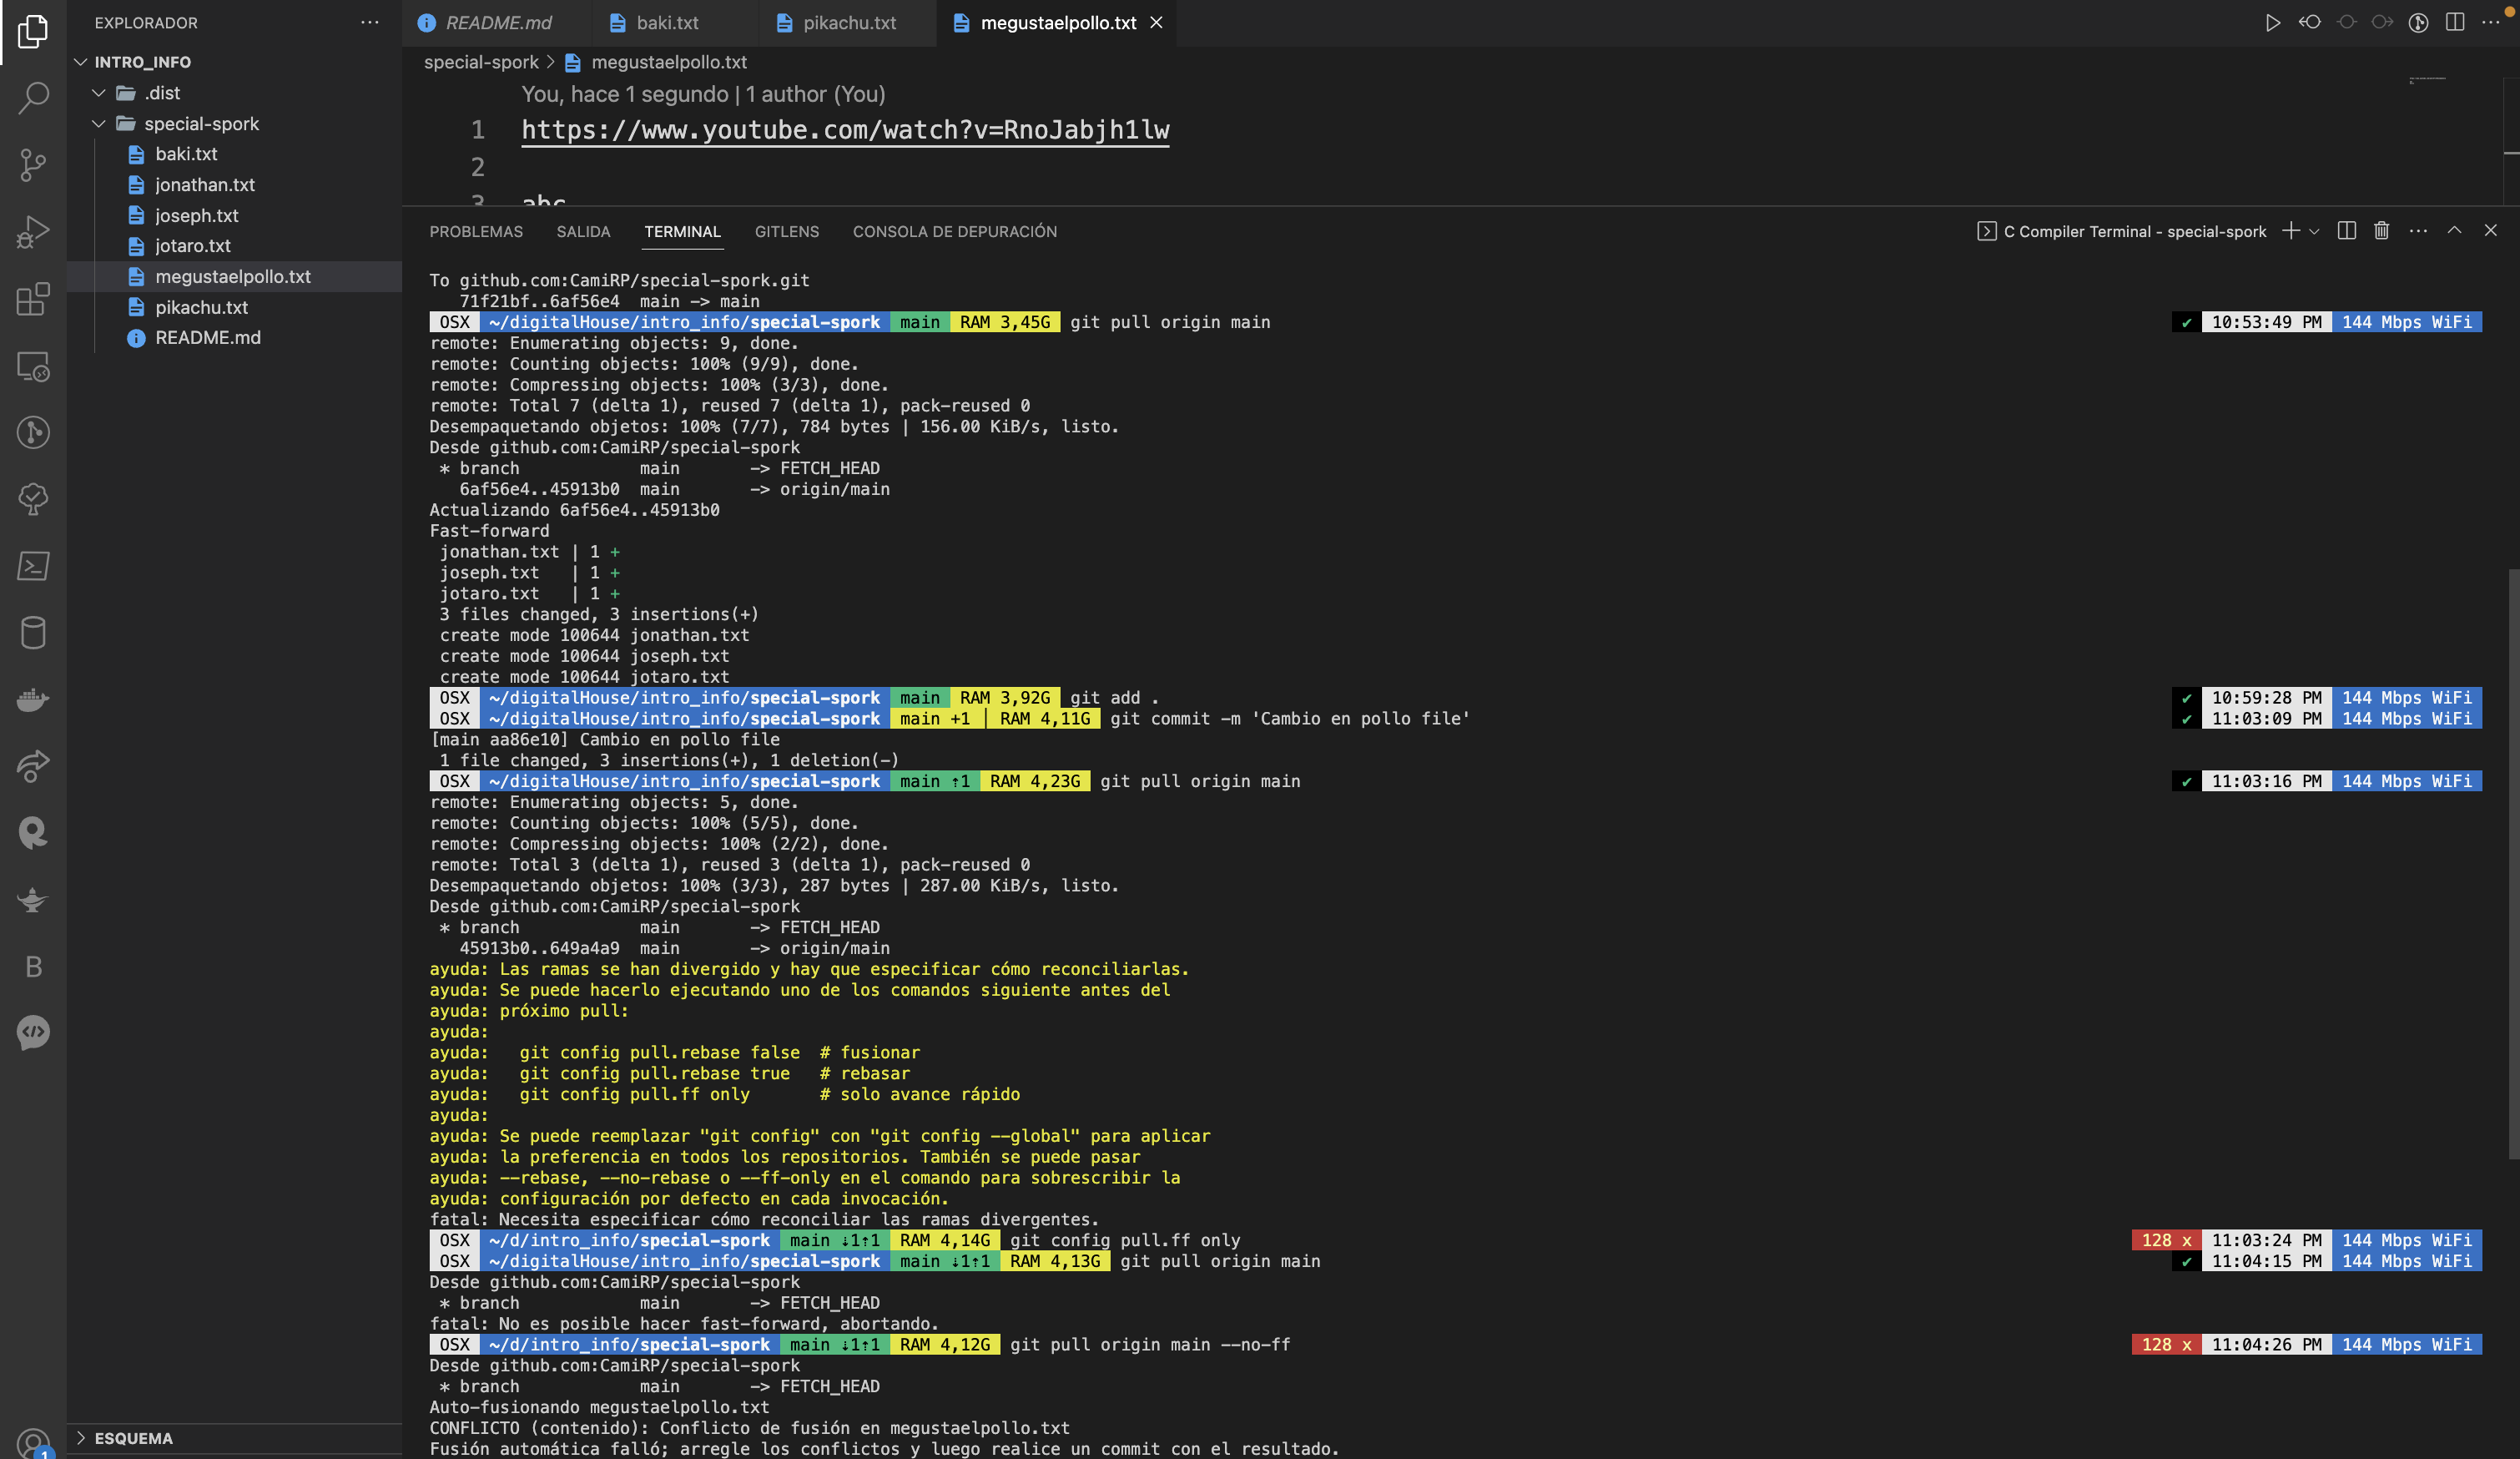 EXPLORADOR
INTRO_INFO
.dist
special-spork
baki.txt
jonathan.txt
joseph.txt
jotaro.txt
megustaelpollo.txt
pikachu.txt
README.md
ESQUEMA
B
1
README.md
baki.txt
pikachu.txt
megustaelpollo.txt
special-spork > megustaelpollo.txt
You, hace 1 segundo | 1 author (You)
1 https://www.youtube.com/watch?v=RnoJabjh1lw
2
3 abc
PROBLEMAS SALIDA TERMINAL GITLENS CONSOLA DE DEPURACIÓN
C Compiler Terminal - special-spork
To github.com:CamiRP/special-spork.git
71f21bf..6af56e4 main -> main
OSX ~/digitalHouse/intro_info/special-spork main RAM 3,45G git pull origin main ✔ 10:53:49 PM 144 Mbps WiFi
remote: Enumerating objects: 9, done.
remote: Counting objects: 100% (9/9), done.
remote: Compressing objects: 100% (3/3), done.
remote: Total 7 (delta 1), reused 7 (delta 1), pack-reused 0
Desempaquetando objetos: 100% (7/7), 784 bytes | 156.00 KiB/s, listo.
Desde github.com:CamiRP/special-spork
* branch main -> FETCH_HEAD
6af56e4..45913b0 main -> origin/main
Actualizando 6af56e4..45913b0
Fast-forward
jonathan.txt | 1 +
joseph.txt | 1 +
jotaro.txt | 1 +
3 files changed, 3 insertions(+)
create mode 100644 jonathan.txt
create mode 100644 joseph.txt
create mode 100644 jotaro.txt
OSX ~/digitalHouse/intro_info/special-spork main RAM 3,92G git add . ✔ 10:59:28 PM 144 Mbps WiFi
OSX ~/digitalHouse/intro_info/special-spork main +1 | RAM 4,11G git commit -m 'Cambio en pollo file' ✔ 11:03:09 PM 144 Mbps WiFi
[main aa86e10] Cambio en pollo file
1 file changed, 3 insertions(+), 1 deletion(-)
OSX ~/digitalHouse/intro_info/special-spork main ⇡1 RAM 4,23G git pull origin main ✔ 11:03:16 PM 144 Mbps WiFi
remote: Enumerating objects: 5, done.
remote: Counting objects: 100% (5/5), done.
remote: Compressing objects: 100% (2/2), done.
remote: Total 3 (delta 1), reused 3 (delta 1), pack-reused 0
Desempaquetando objetos: 100% (3/3), 287 bytes | 287.00 KiB/s, listo.
Desde github.com:CamiRP/special-spork
* branch main -> FETCH_HEAD
45913b0..649a4a9 main -> origin/main
ayuda: Las ramas se han divergido y hay que especificar cómo reconciliarlas.
ayuda: Se puede hacerlo ejecutando uno de los comandos siguiente antes del
ayuda: próximo pull:
ayuda:
ayuda: git config pull.rebase false # fusionar
ayuda: git config pull.rebase true # rebasar
ayuda: git config pull.ff only # solo avance rápido
ayuda:
ayuda: Se puede reemplazar "git config" con "git config --global" para aplicar
ayuda: la preferencia en todos los repositorios. También se puede pasar
ayuda: --rebase, --no-rebase o --ff-only en el comando para sobrescribir la
ayuda: configuración por defecto en cada invocación.
fatal: Necesita especificar cómo reconciliar las ramas divergentes.
OSX ~/d/intro_info/special-spork main ⇣1⇡1 RAM 4,14G git config pull.ff only 128 x 11:03:24 PM 144 Mbps WiFi
OSX ~/digitalHouse/intro_info/special-spork main ⇣1⇡1 RAM 4,13G git pull origin main ✔ 11:04:15 PM 144 Mbps WiFi
Desde github.com:CamiRP/special-spork
* branch main -> FETCH_HEAD
fatal: No es posible hacer fast-forward, abortando.
OSX ~/d/intro_info/special-spork main ⇣1⇡1 RAM 4,12G git pull origin main --no-ff 128 x 11:04:26 PM 144 Mbps WiFi
Desde github.com:CamiRP/special-spork
* branch main -> FETCH_HEAD
Auto-fusionando megustaelpollo.txt
CONFLICTO (contenido): Conflicto de fusión en megustaelpollo.txt
Fusión automática falló; arregle los conflictos y luego realice un commit con el resultado.